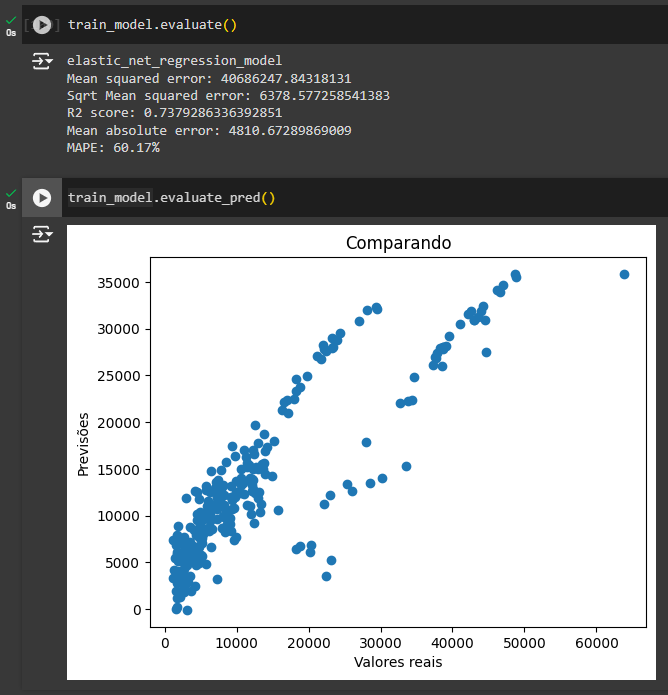 0s
[ ] train_model.evaluate()
elastic_net_regression_model
Mean squared error: 40686247.84318131
Sqrt Mean squared error: 6378.577258541383
R2 score: 0.7379286336392851
Mean absolute error: 4810.67289869009
MAPE: 60.17%
0s
train_model.evaluate_pred()
Comparando
35000
30000
25000
20000
15000
10000
5000
0
Previsões
0 10000 20000 30000 40000 50000 60000
Valores reais